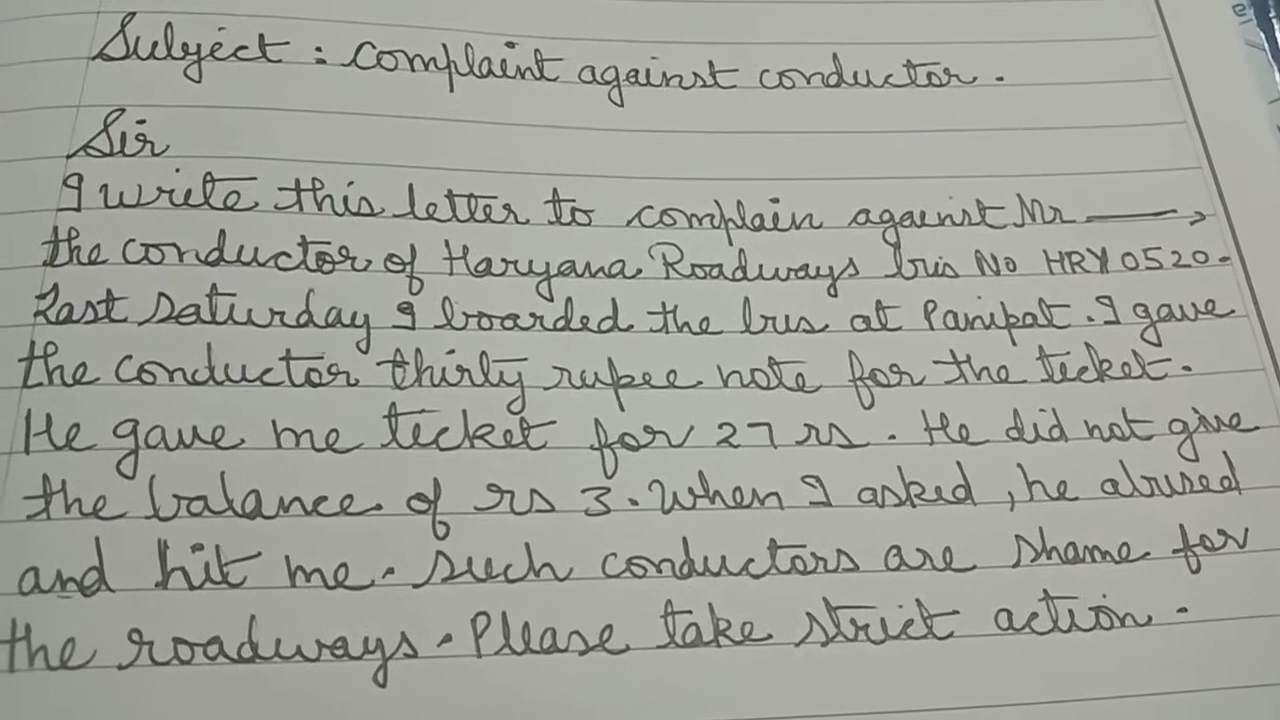 Subject : Complaint against conductor .
Sir
I write this letter to complain against Mr ——
the conductor of Haryana Roadways bus No HRY 0520.
Last Saturday I boarded the bus at Panipat . I gave
the conductor thirty rupee note for the ticket .
He gave me ticket for 27 rs . He did not give
the balance of rs 3 . When I asked , he abused
and hit me . Such conductors are shame for
the roadways . Please take strict action .